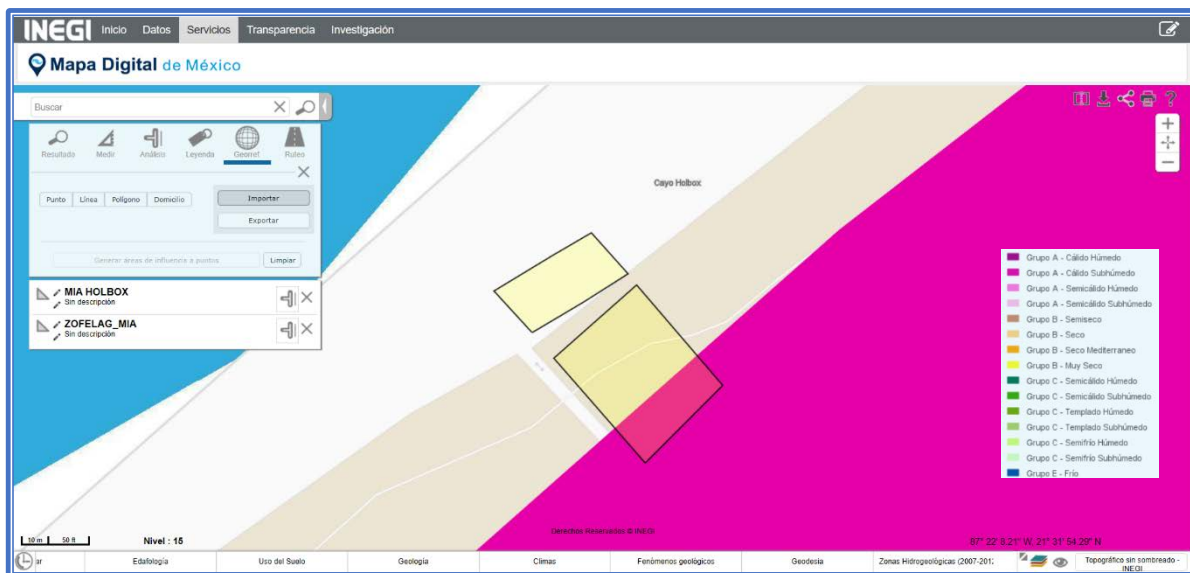 INEGI Inicio Datos Servicios Transparencia Investigación
Mapa Digital de México
Buscar
Resultado Medir Análisis Leyenda Georref Ruteo
Punto Línea Polígono Domicilio Importar
Exportar
Generar áreas de influencia a puntos Limpiar
MIA HOLBOX
Sin descripción
ZOFELAG_MIA
Sin descripción
Cayo Holbox
Grupo A - Cálido Húmedo
Grupo A - Cálido Subhúmedo
Grupo A - Semicálido Húmedo
Grupo A - Semicálido Subhúmedo
Grupo B - Semiseco
Grupo B - Seco
Grupo B - Seco Mediterraneo
Grupo B - Muy Seco
Grupo C - Semicálido Húmedo
Grupo C - Semicálido Subhúmedo
Grupo C - Templado Húmedo
Grupo C - Templado Subhúmedo
Grupo C - Semifrío Húmedo
Grupo C - Semifrío Subhúmedo
Grupo E - Frío
Derechos Reservados © INEGI
10 m 50 ft Nivel : 15 87° 22' 8.21" W, 21° 31' 54.29" N
ar Edafología Uso del Suelo Geología Climas Fenómenos geológicos Geodesia Zonas Hidrogeológicas (2007-201 Topográfico sin sombreado -
INEGI